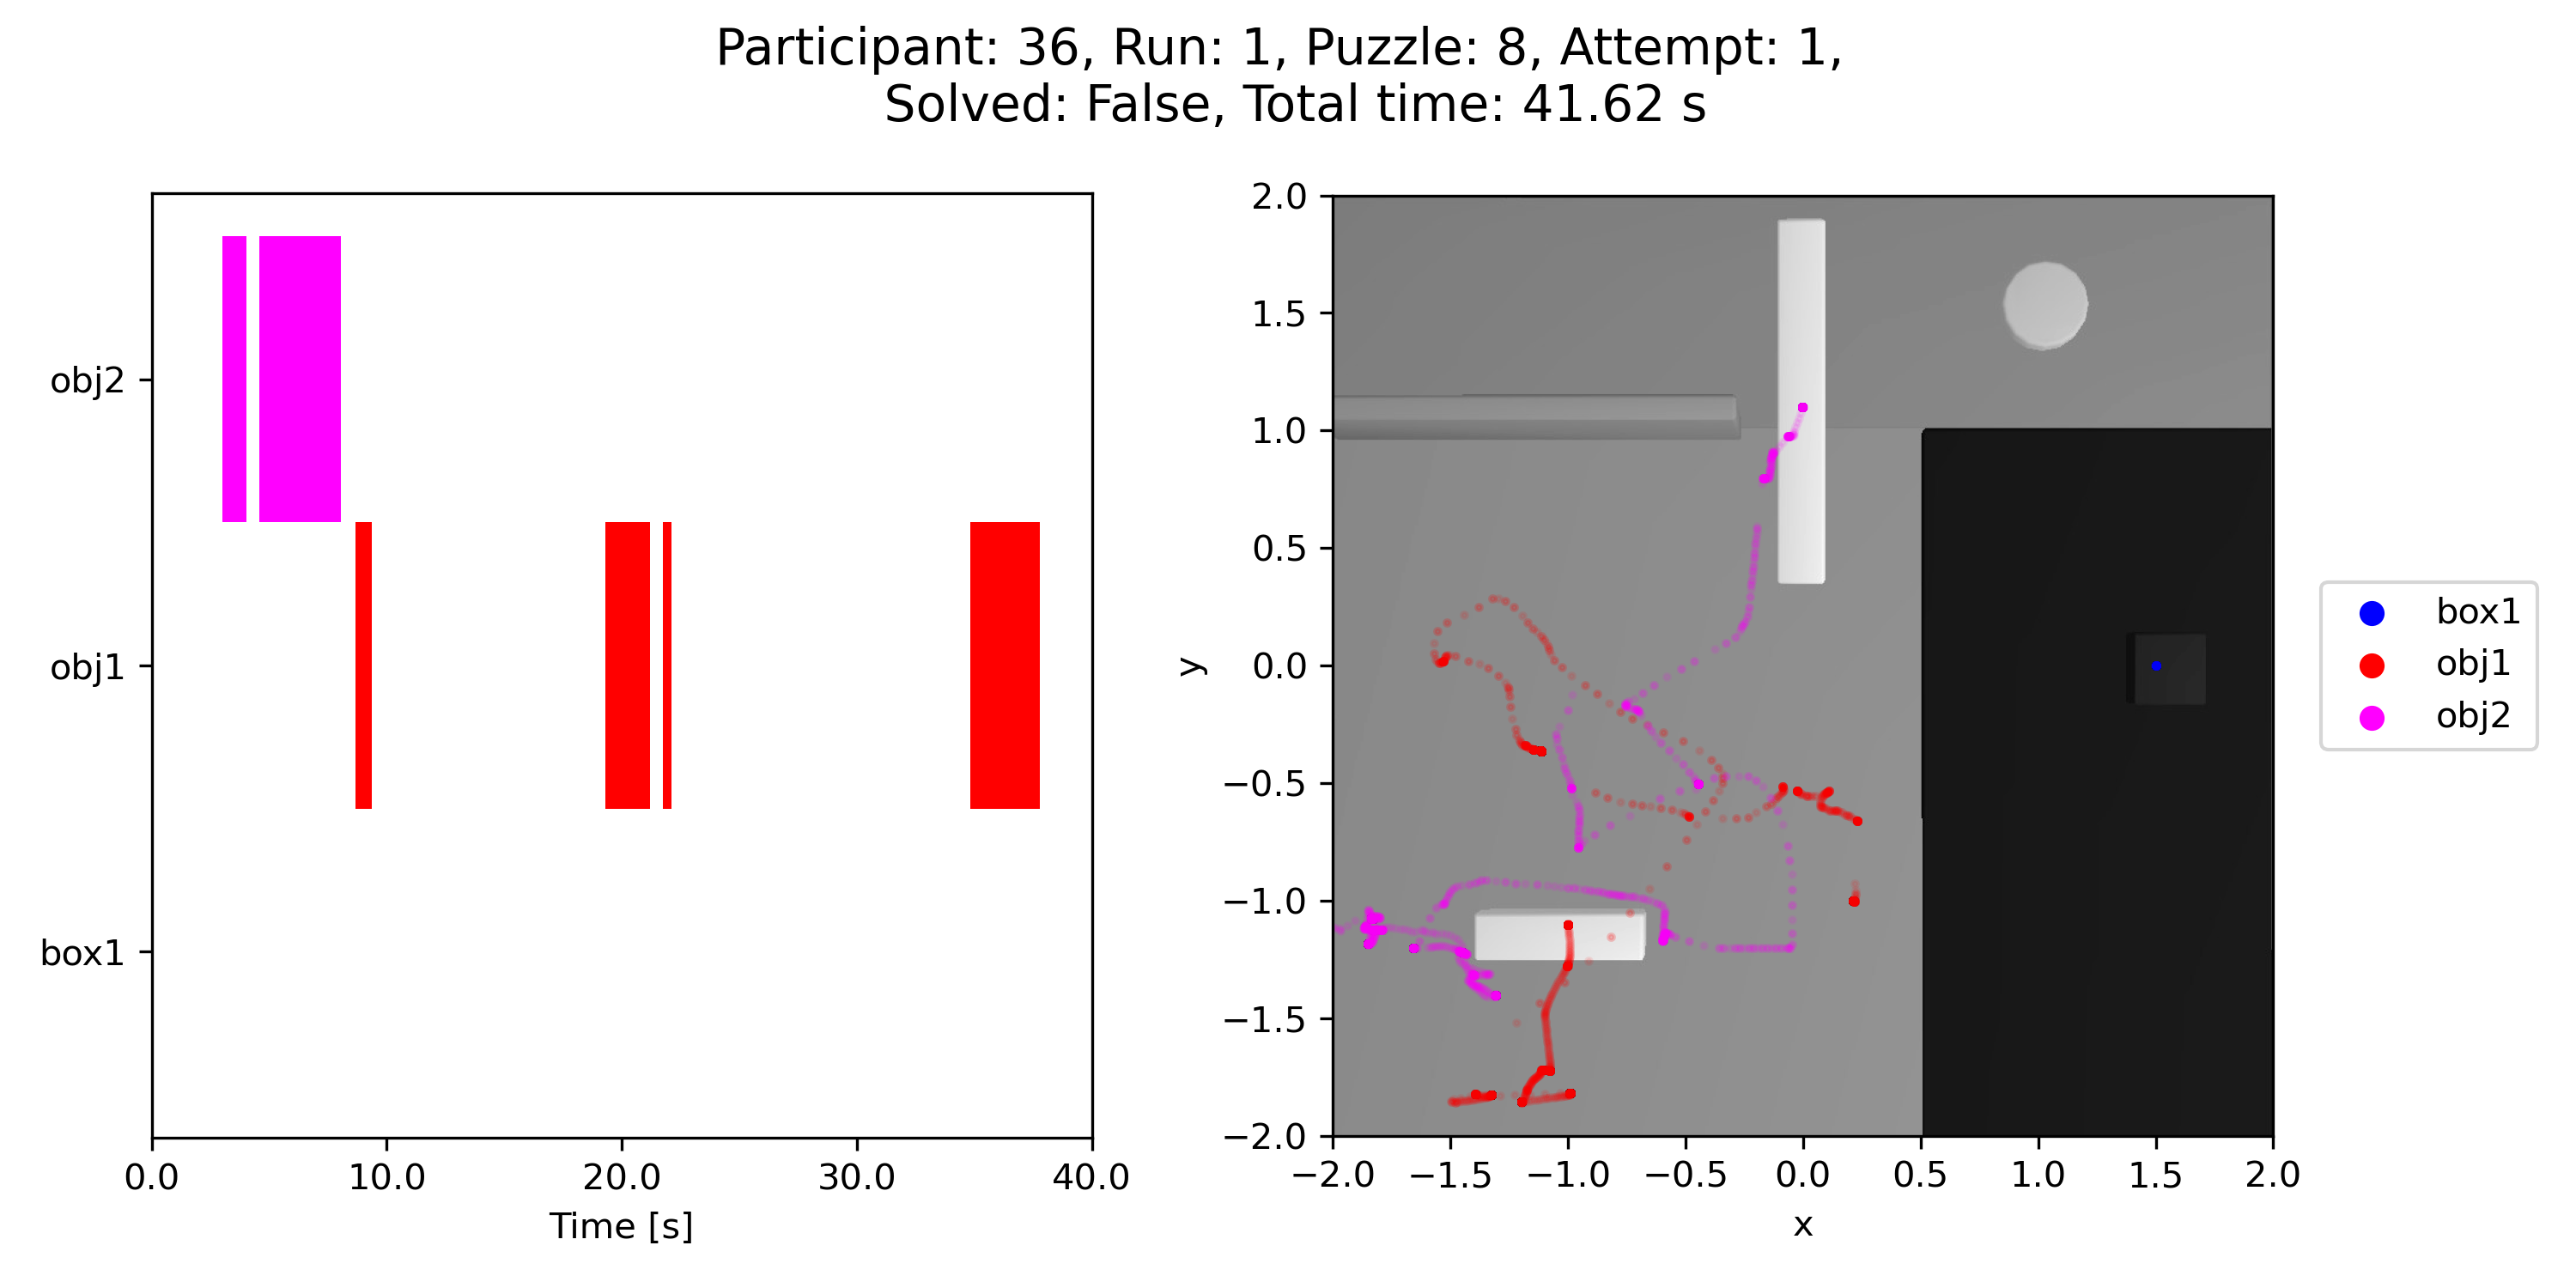 Participant: 36, Run: 1, Puzzle: 8, Attempt: 1,
Solved: False, Total time: 41.62 s
obj2
obj1
box1
0.0 10.0 20.0 30.0 40.0
Time [s]
2.0
1.5
1.0
0.5
0.0
−0.5
−1.0
−1.5
−2.0
y
−2.0 −1.5 −1.0 −0.5 0.0 0.5 1.0 1.5 2.0
x
box1
obj1
obj2